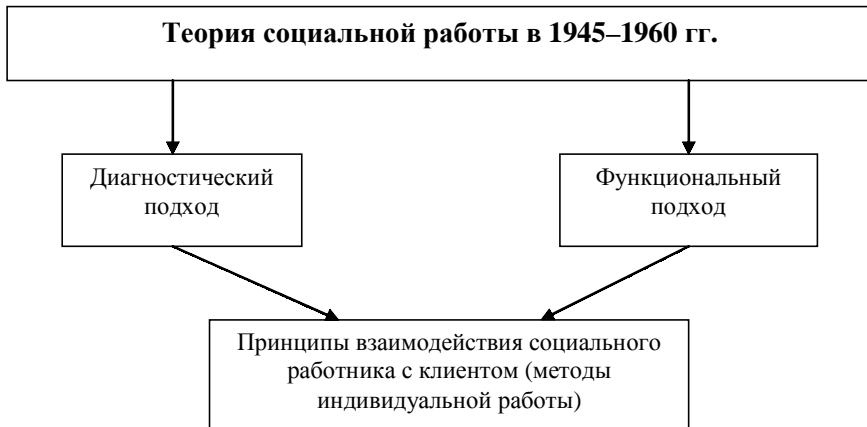 Теория социальной работы в 1945–1960 гг.
Диагностический
подход
Функциональный
подход
Принципы взаимодействия социального
работника с клиентом (методы
индивидуальной работы)